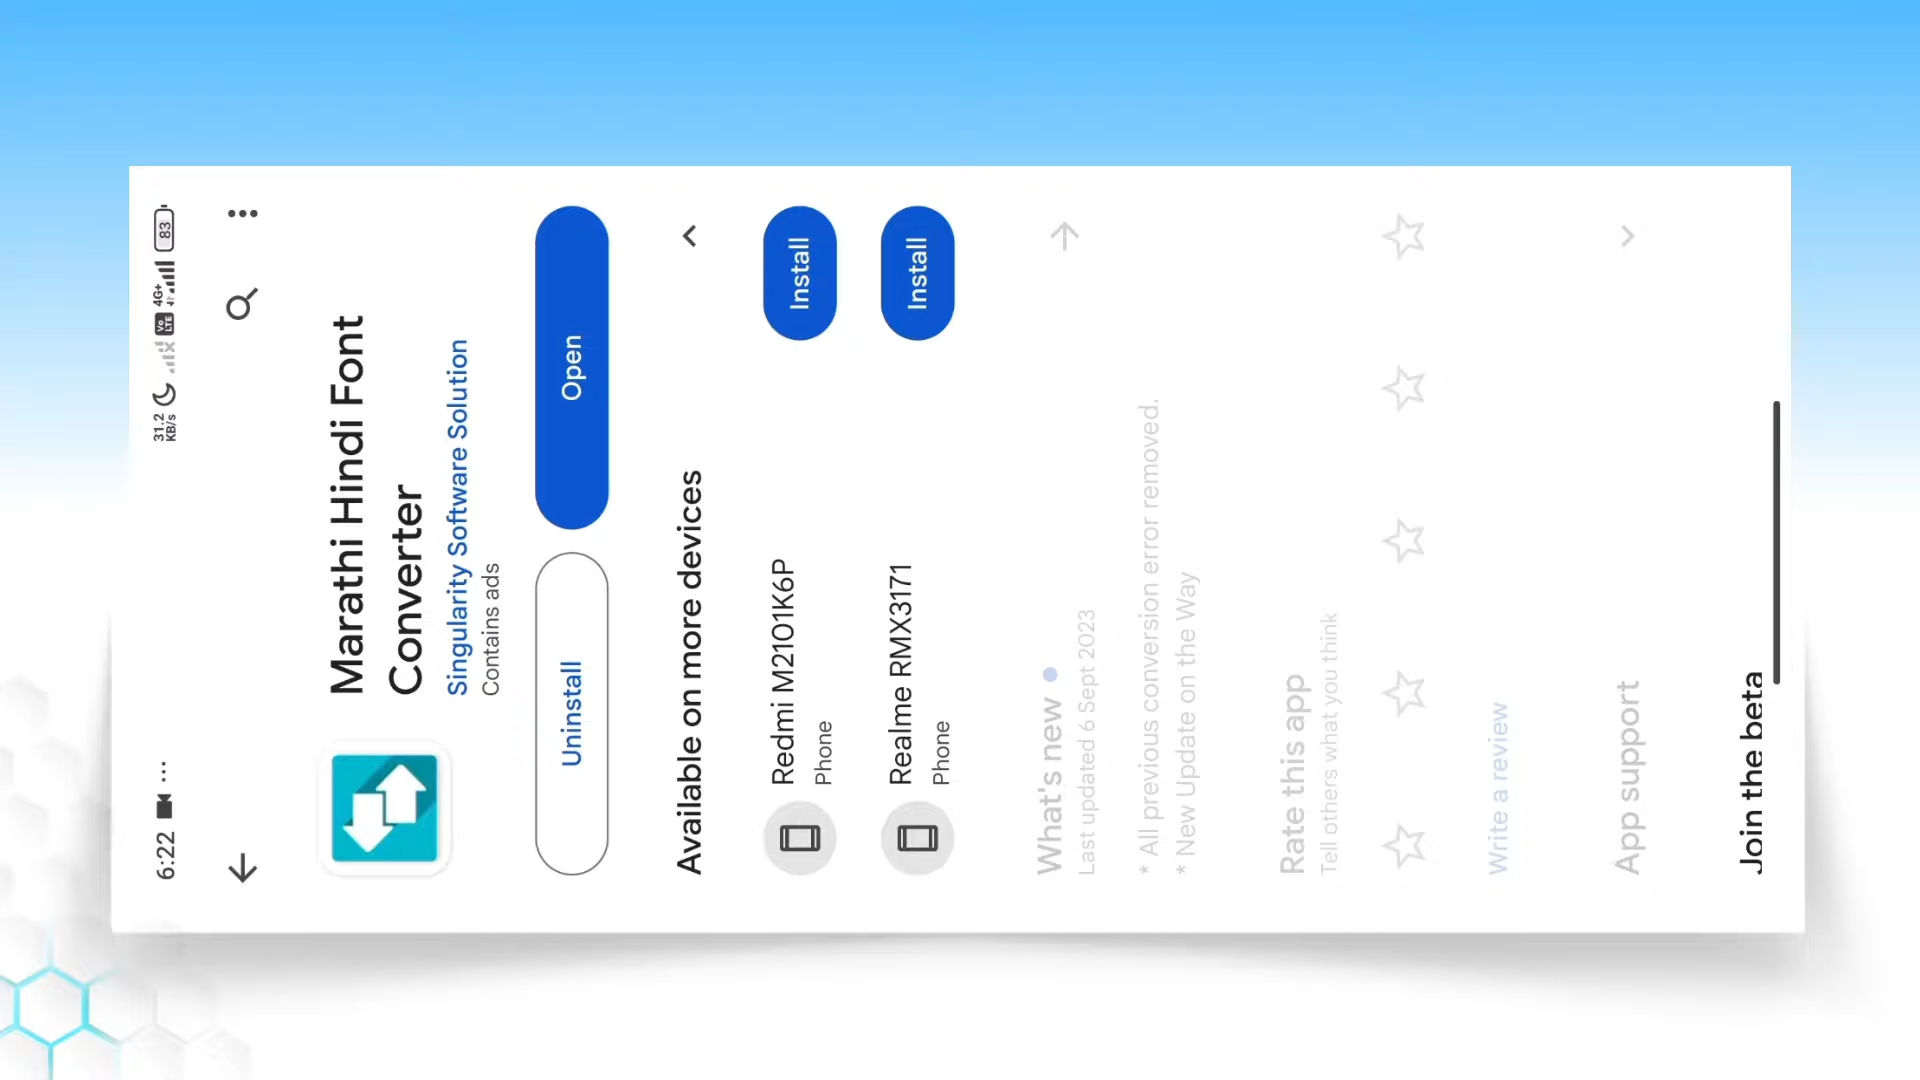 6:22 ...
31.2 KB/s Vo LTE 4G+ 83
Marathi Hindi Font
Converter
Singularity Software Solution
Contains ads
Uninstall
Open
Available on more devices
Redmi M2101K6P
Phone
Install
Realme RMX3171
Phone
Install
What's new
Last updated 6 Sept 2023
* All previous conversion error removed.
* New Update on the Way
Rate this app
Tell others what you think
Write a review
App support
Join the beta